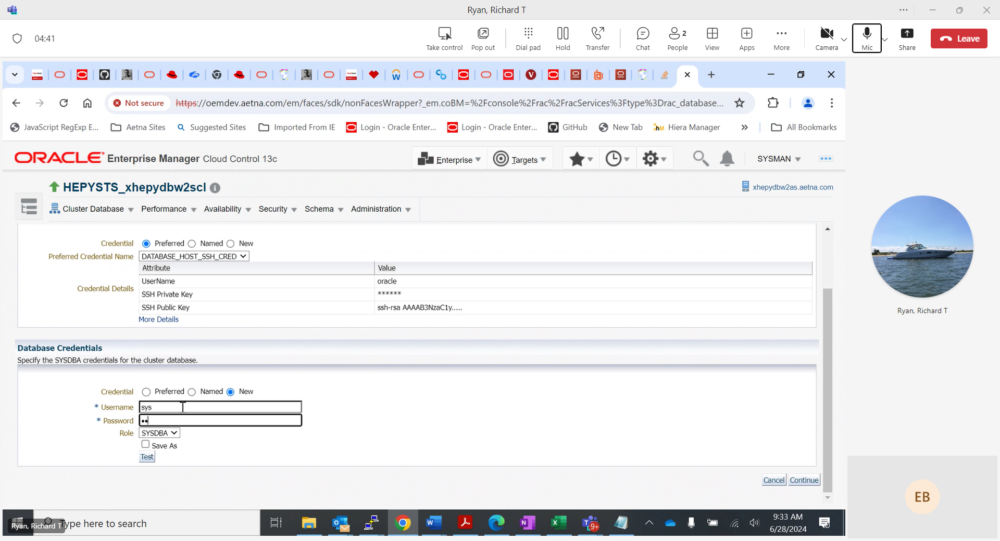 Ryan, Richard T
04:41
Take control
Pop out
Dial pad
Hold
Transfer
Chat
2
People
View
Apps
More
Camera
Mic
Share
Leave
Not secure
https://oemdev.aetna.com/em/faces/sdk/nonFacesWrapper?_em.coBM=%2Fconsole%2Frac%2FracServices%3Ftype%3Drac_database...
JavaScript RegExp E...
Aetna Sites
Suggested Sites
Imported From IE
Login - Oracle Enter...
Login - Oracle Enter...
GitHub
New Tab
Hiera Manager
»
All Bookmarks
ORACLE Enterprise Manager Cloud Control 13c
Enterprise
Targets
SYSMAN
HEPYSTS_xhepydbw2scl
xhepydbw2as.aetna.com
Cluster Database
Performance
Availability
Security
Schema
Administration
Credential Preferred Named New
Preferred Credential Name DATABASE_HOST_SSH_CRED
Attribute Value
Credential Details
UserName oracle
SSH Private Key ******
SSH Public Key ssh-rsa AAAAB3NzaC1y.....
More Details
Database Credentials
Specify the SYSDBA credentials for the cluster database.
Credential Preferred Named New
* Username sys
* Password ••
Role SYSDBA
Save As
Test
Cancel Continue
Ryan, Richard T
EB
Ryan, Richard T
Type here to search
9+
9:33 AM
6/28/2024